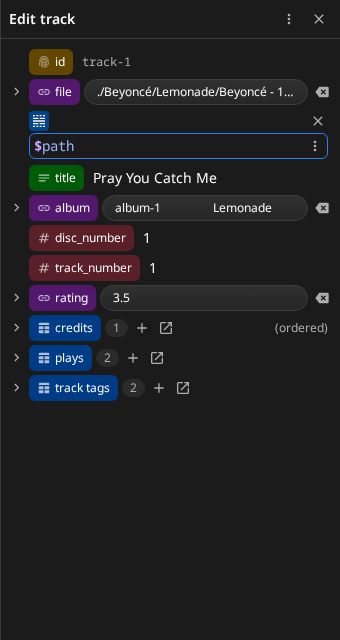 Edit track
id track-1
file ./Beyoncé/Lemonade/Beyoncé - 1...
$path
title Pray You Catch Me
album album-1 Lemonade
# disc_number 1
# track_number 1
rating 3.5
credits 1 + (ordered)
plays 2 +
track tags 2 +